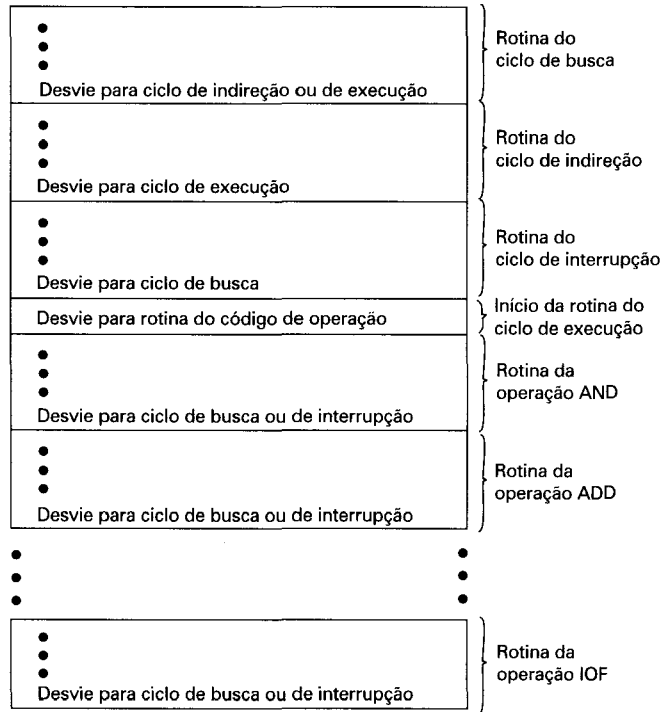 Rotina do
ciclo de busca
Desvie para ciclo de indireção ou de execução
Rotina do
ciclo de indireção
Desvie para ciclo de execução
Rotina do
ciclo de interrupção
Desvie para ciclo de busca
Desvie para rotina do código de operação
Início da rotina do
ciclo de execução
Rotina da
operação AND
Desvie para ciclo de busca ou de interrupção
Rotina da
operação ADD
Desvie para ciclo de busca ou de interrupção
Rotina da
operação IOF
Desvie para ciclo de busca ou de interrupção